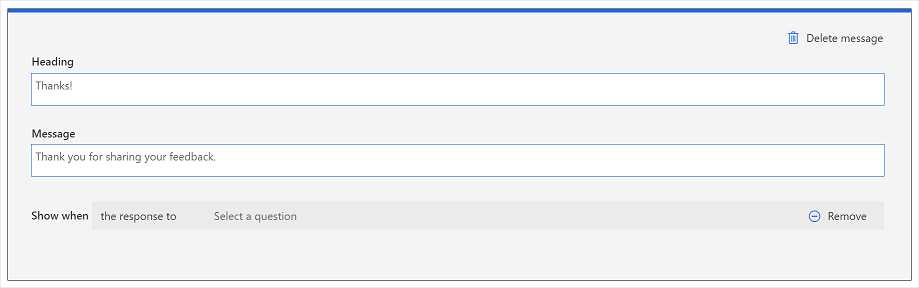 Delete message
Heading
Thanks!
Message
Thank you for sharing your feedback.
Show when the response to Select a question Remove